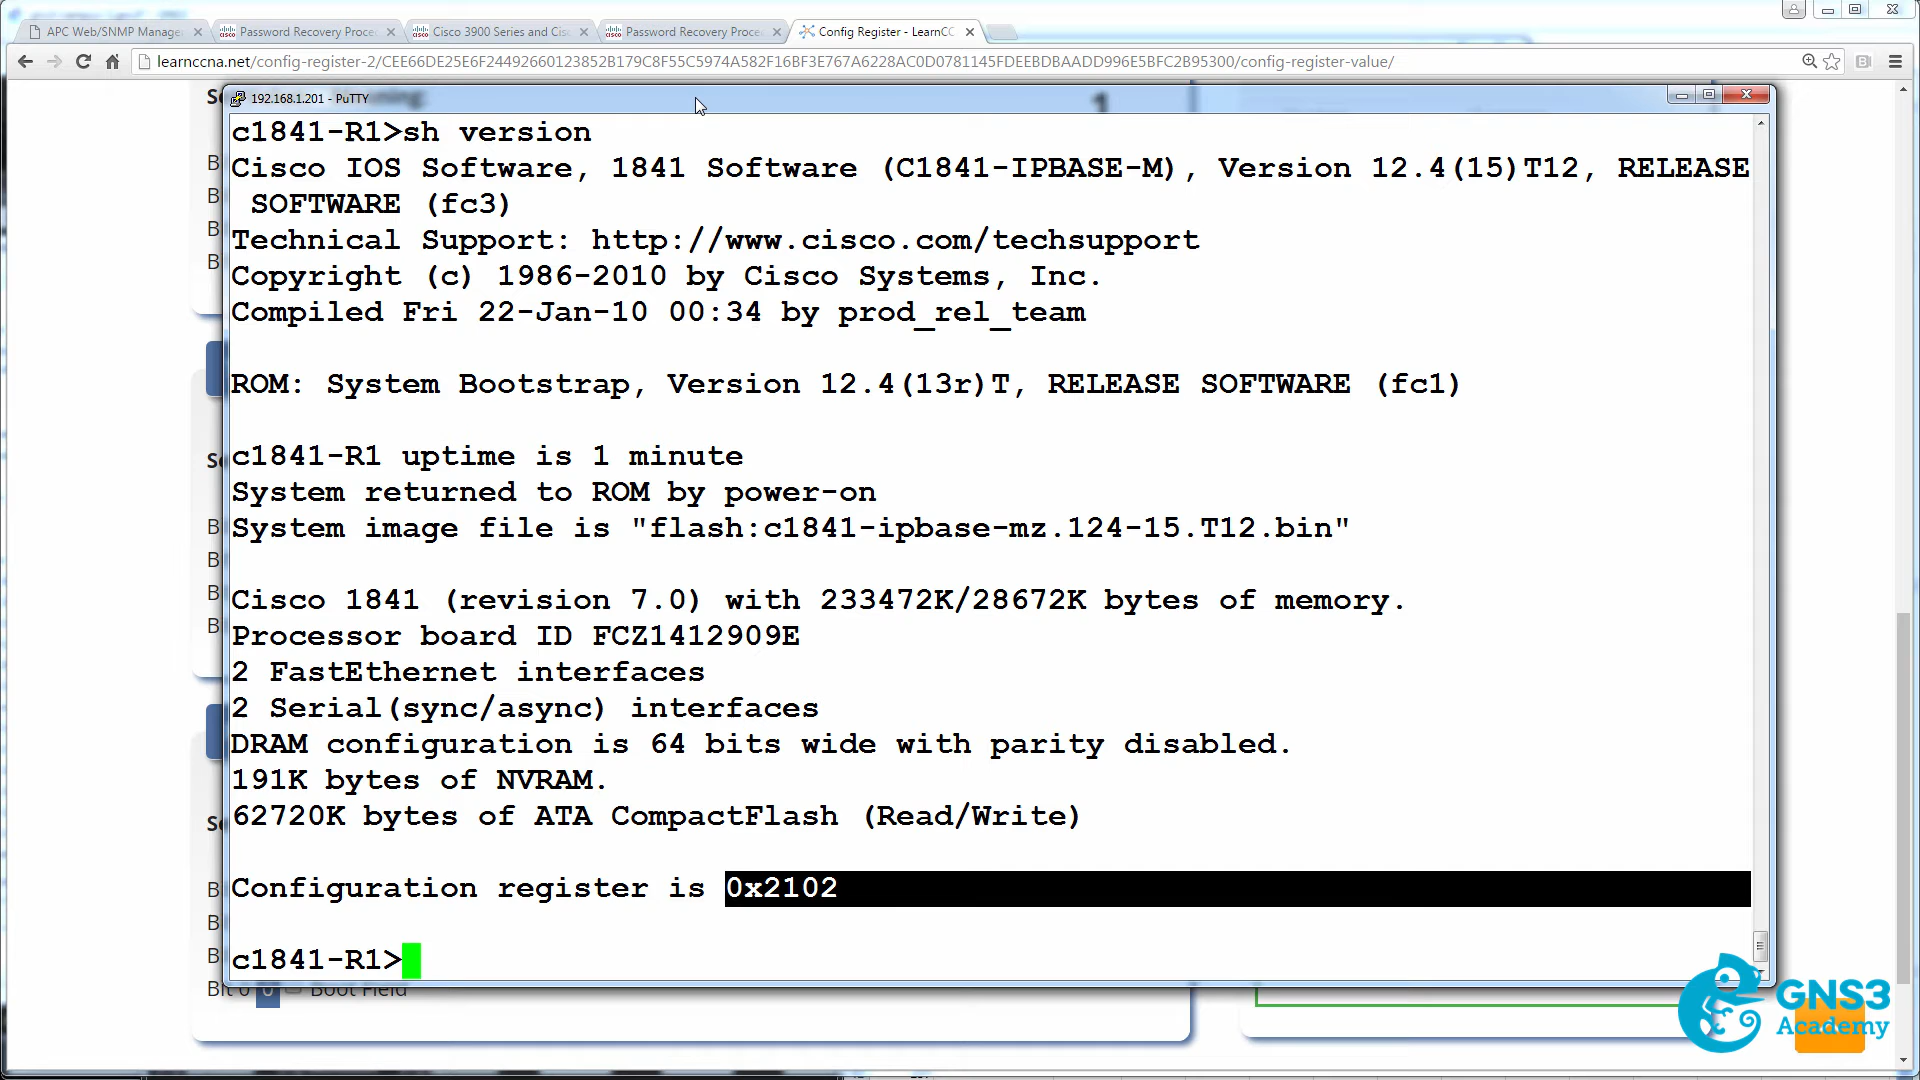 APC Web/SNMP Manage
Password Recovery Proce
Cisco 3900 Series and Cis
Password Recovery Proce
Config Register - LearnCC
learnccna.net/config-register-2/CEE66DE25E6F24492660123852B179C8F55C5974A582F16BF3E767A6228AC0D0781145FDEEBDBAADD996E5BFC2B95300/config-register-value/
192.168.1.201 - PuTTY
c1841-R1>sh version
Cisco IOS Software, 1841 Software (C1841-IPBASE-M), Version 12.4(15)T12, RELEASE
SOFTWARE (fc3)
Technical Support: http://www.cisco.com/techsupport
Copyright (c) 1986-2010 by Cisco Systems, Inc.
Compiled Fri 22-Jan-10 00:34 by prod_rel_team
ROM: System Bootstrap, Version 12.4(13r)T, RELEASE SOFTWARE (fc1)
c1841-R1 uptime is 1 minute
System returned to ROM by power-on
System image file is "flash:c1841-ipbase-mz.124-15.T12.bin"
Cisco 1841 (revision 7.0) with 233472K/28672K bytes of memory.
Processor board ID FCZ1412909E
2 FastEthernet interfaces
2 Serial(sync/async) interfaces
DRAM configuration is 64 bits wide with parity disabled.
191K bytes of NVRAM.
62720K bytes of ATA CompactFlash (Read/Write)
Configuration register is 0x2102
c1841-R1>
Bit 0 0 Boot Field
GNS3
Academy